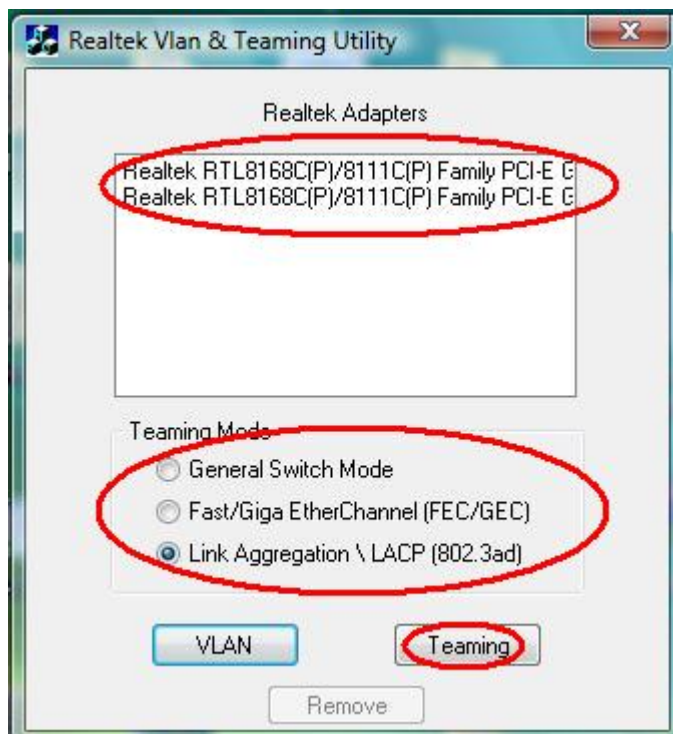 Realtek Vlan & Teaming Utility
Realtek Adapters
Realtek RTL8168C(P)/8111C(P) Family PCI-E G
Realtek RTL8168C(P)/8111C(P) Family PCI-E G
Teaming Mode
General Switch Mode
Fast/Giga EtherChannel (FEC/GEC)
Link Aggregation \ LACP (802.3ad)
VLAN
Teaming
Remove